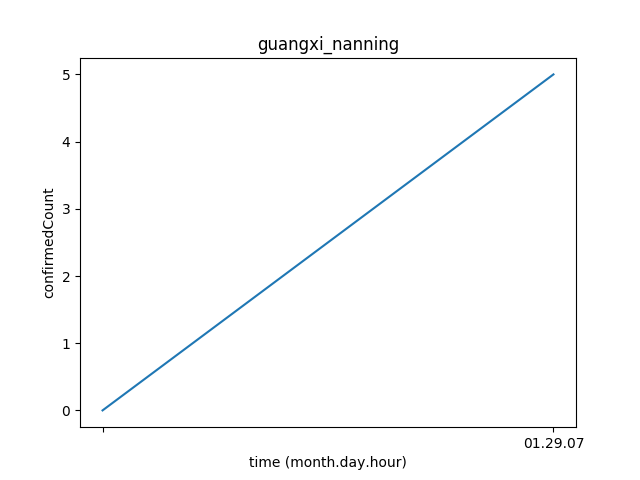 guangxi_nanning
5
4
3
2
1
0
confirmedCount
01.29.07
time (month.day.hour)